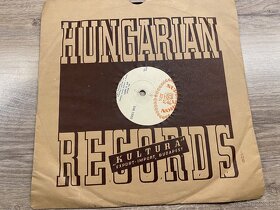 HUNGARIAN
RECORDS
"KULTURA"
EXPORT-IMPORT, BUDAPEST